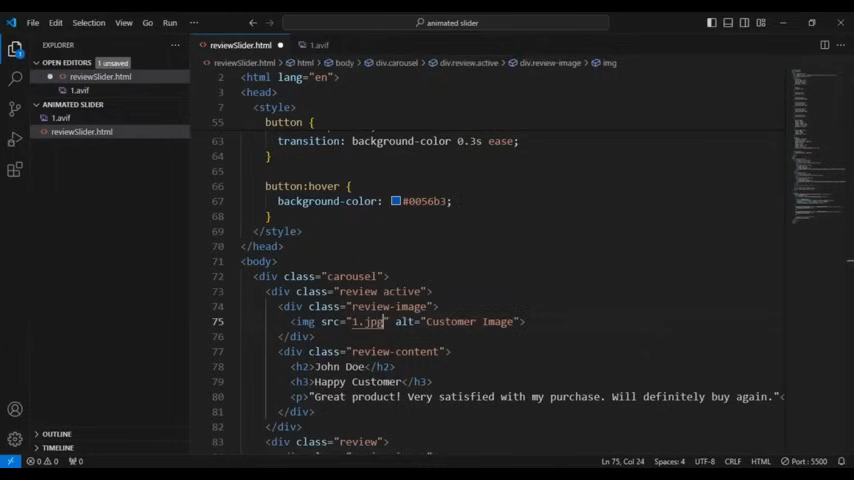 File Edit Selection View Go Run ··· animated slider
EXPLORER ···
OPEN EDITORS 1 unsaved
reviewSlider.html
1.avif
ANIMATED SLIDER
1.avif
reviewSlider.html
OUTLINE
TIMELINE
reviewSlider.html 1.avif
reviewSlider.html > html > body > div.carousel > div.review.active > div.review-image > img
2 <html lang="en">
3 <head>
7 <style>
55 button {
63 transition: background-color 0.3s ease;
64 }
65
66 button:hover {
67 background-color: #0056b3;
68 }
69 </style>
70 </head>
71 <body>
72 <div class="carousel">
73 <div class="review active">
74 <div class="review-image">
75 <img src="1.jpg" alt="Customer Image">
76 </div>
77 <div class="review-content">
78 <h2>John Doe</h2>
79 <h3>Happy Customer</h3>
80 <p>"Great product! Very satisfied with my purchase. Will definitely buy again."<
81 </div>
82 </div>
83 <div class="review">
0 0 0 Ln 75, Col 24 Spaces: 4 UTF-8 CRLF HTML Port : 5500